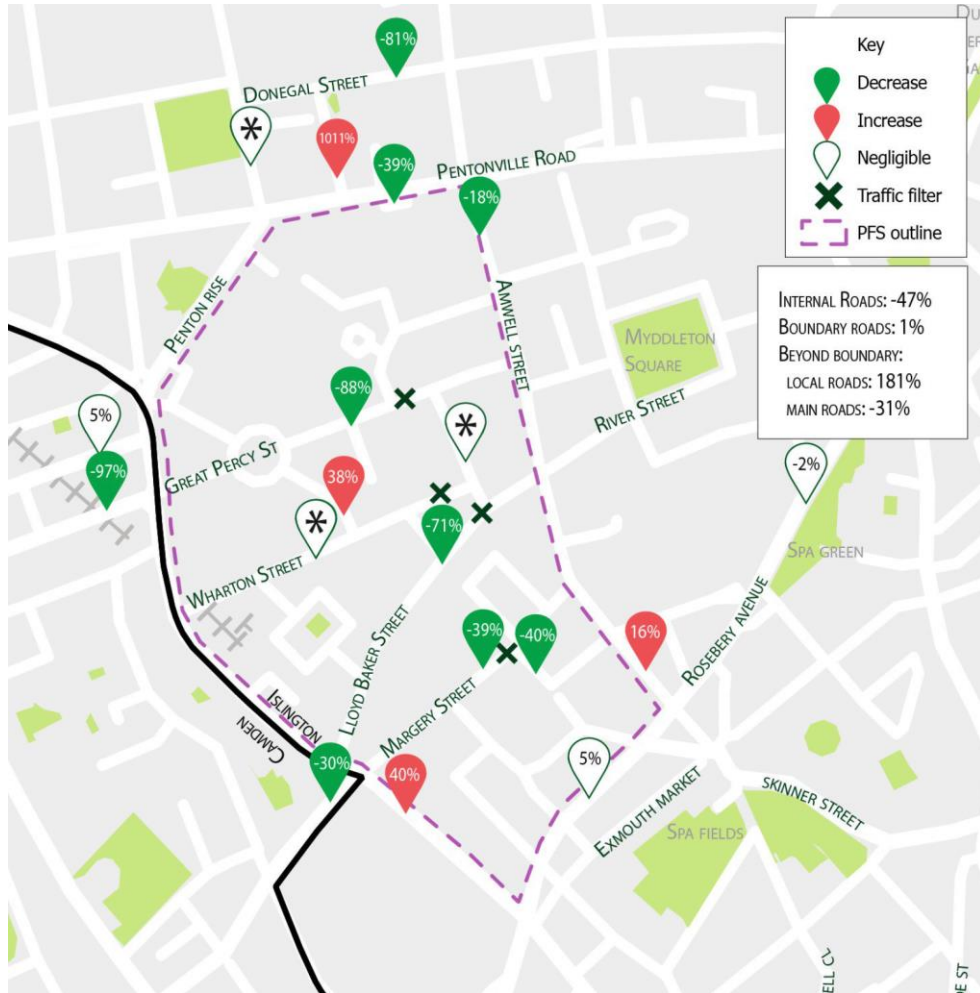 -81%
DONEGAL STREET
*
1011%
-39%
PENTONVILLE ROAD
-18%
Key
Decrease
Increase
Negligible
Traffic filter
PFS outline
INTERNAL ROADS: -47%
BOUNDARY ROADS: 1%
BEYOND BOUNDARY:
LOCAL ROADS: 181%
MAIN ROADS: -31%
PENTON RISE
AMWELL STREET
MYDDLETON
SQUARE
RIVER STREET
-88%
5%
-97%
*
GREAT PERCY ST
38%
-2%
*
-71%
SPA GREEN
WHARTON STREET
LLOYD BAKER STREET
-39%
-40%
16%
ROSEBERY AVENUE
MARGERY STREET
ISLINGTON
CAMDEN
-30%
40%
5%
EXMOUTH MARKET
SKINNER STREET
SPA FIELDS